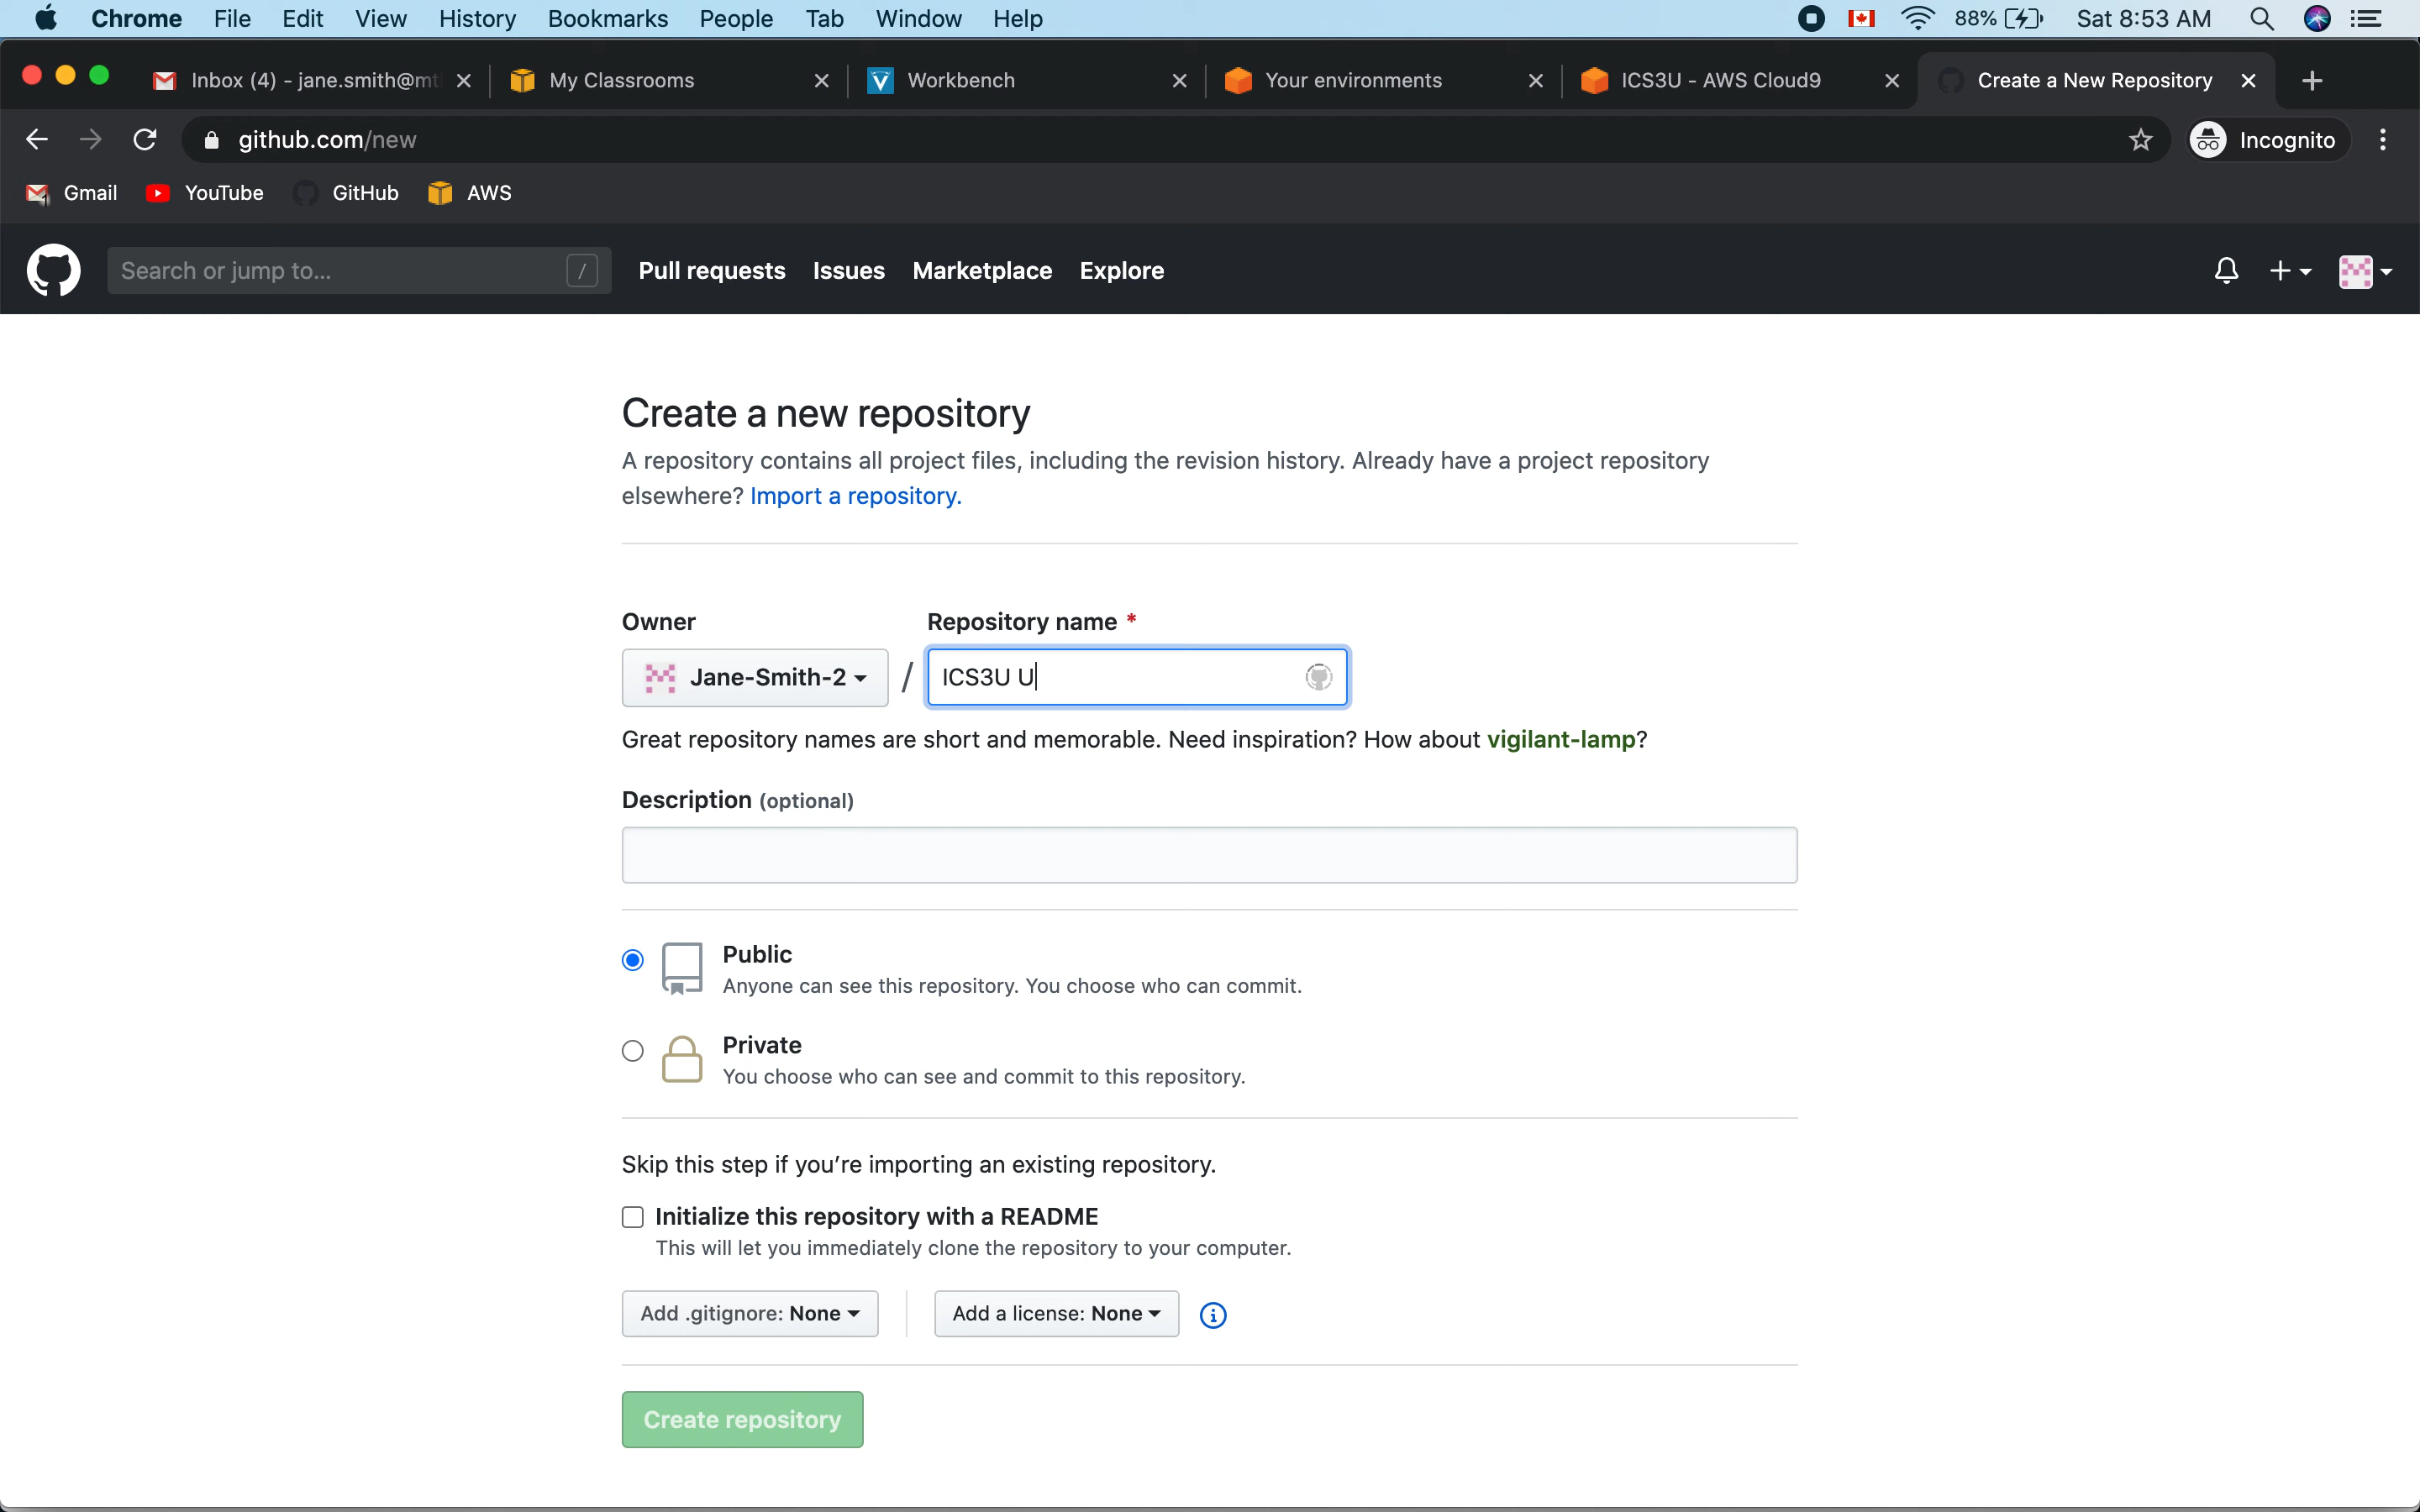 Chrome File Edit View History Bookmarks People Tab Window Help 88% Sat 8:53 AM
Inbox (4) - jane.smith@mt My Classrooms Workbench Your environments ICS3U - AWS Cloud9 Create a New Repository
github.com/new Incognito
Gmail YouTube GitHub AWS
Search or jump to... / Pull requests Issues Marketplace Explore
Create a new repository
A repository contains all project files, including the revision history. Already have a project repository
elsewhere? Import a repository.
Owner Repository name *
Jane-Smith-2 / ICS3U U
Great repository names are short and memorable. Need inspiration? How about vigilant-lamp?
Description (optional)
Public
Anyone can see this repository. You choose who can commit.
Private
You choose who can see and commit to this repository.
Skip this step if you’re importing an existing repository.
Initialize this repository with a README
This will let you immediately clone the repository to your computer.
Add .gitignore: None Add a license: None
Create repository